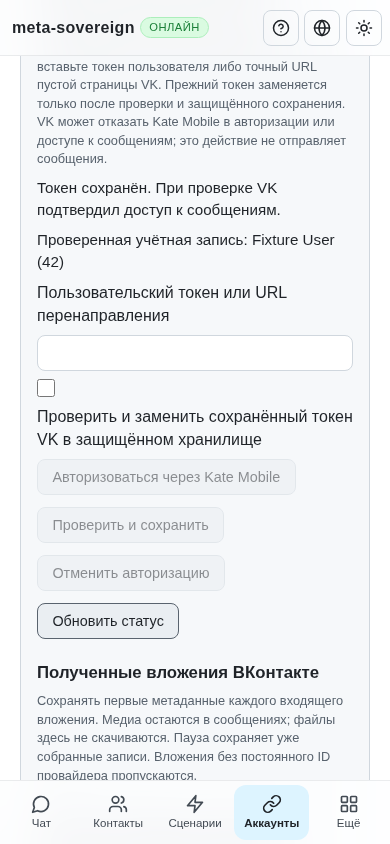 meta-sovereign ОНЛАЙН
вставьте токен пользователя либо точный URL
пустой страницы VK. Прежний токен заменяется
только после проверки и защищённого сохранения.
VK может отказать Kate Mobile в авторизации или
доступе к сообщениям; это действие не отправляет
сообщения.
Токен сохранён. При проверке VK
подтвердил доступ к сообщениям.
Проверенная учётная запись: Fixture User
(42)
Пользовательский токен или URL
перенаправления
Проверить и заменить сохранённый токен
VK в защищённом хранилище
Авторизоваться через Kate Mobile
Проверить и сохранить
Отменить авторизацию
Обновить статус
Полученные вложения ВКонтакте
Сохранять первые метаданные каждого входящего
вложения. Медиа остаются в сообщениях; файлы
здесь не скачиваются. Пауза сохраняет уже
собранные записи. Вложения без постоянного ID
провайдера пропускаются.
Чат Контакты Сценарии Аккаунты Ещё